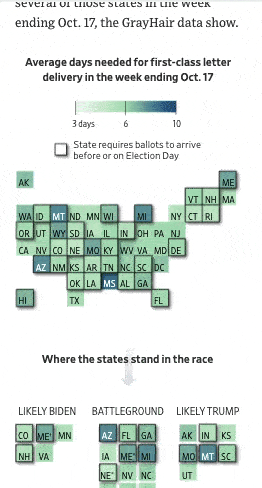 several of those states in the week
ending Oct. 17, the GrayHair data show.
Average days needed for first-class letter
delivery in the week ending Oct. 17
3 days 6 10
State requires ballots to arrive
before or on Election Day
AK ME
VT NH MA
WA ID MT ND MN WI MI NY CT RI
OR UT WY SD IA IL IN OH PA NJ
CA NV CO NE MO KY WV VA MD DE
AZ NM KS AR TN NC SC DC
OK LA MS AL GA
HI TX FL
Where the states stand in the race
LIKELY BIDEN BATTLEGROUND LIKELY TRUMP
CO ME* MN AZ FL GA AK IN KS
NH VA IA ME* MI MO MT SC
NE* NV NC UT